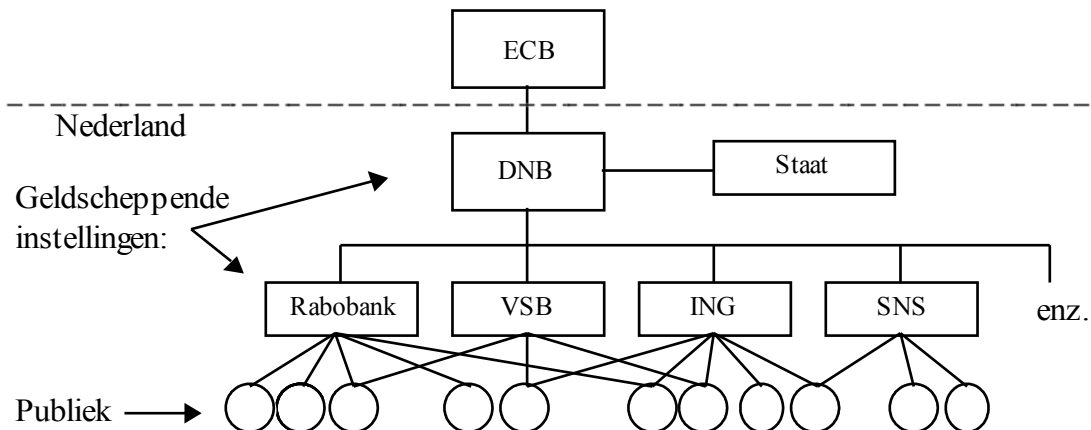 ECB
Nederland
DNB
Staat
Geldscheppende
instellingen:
Rabobank
VSB
ING
SNS
enz.
Publiek